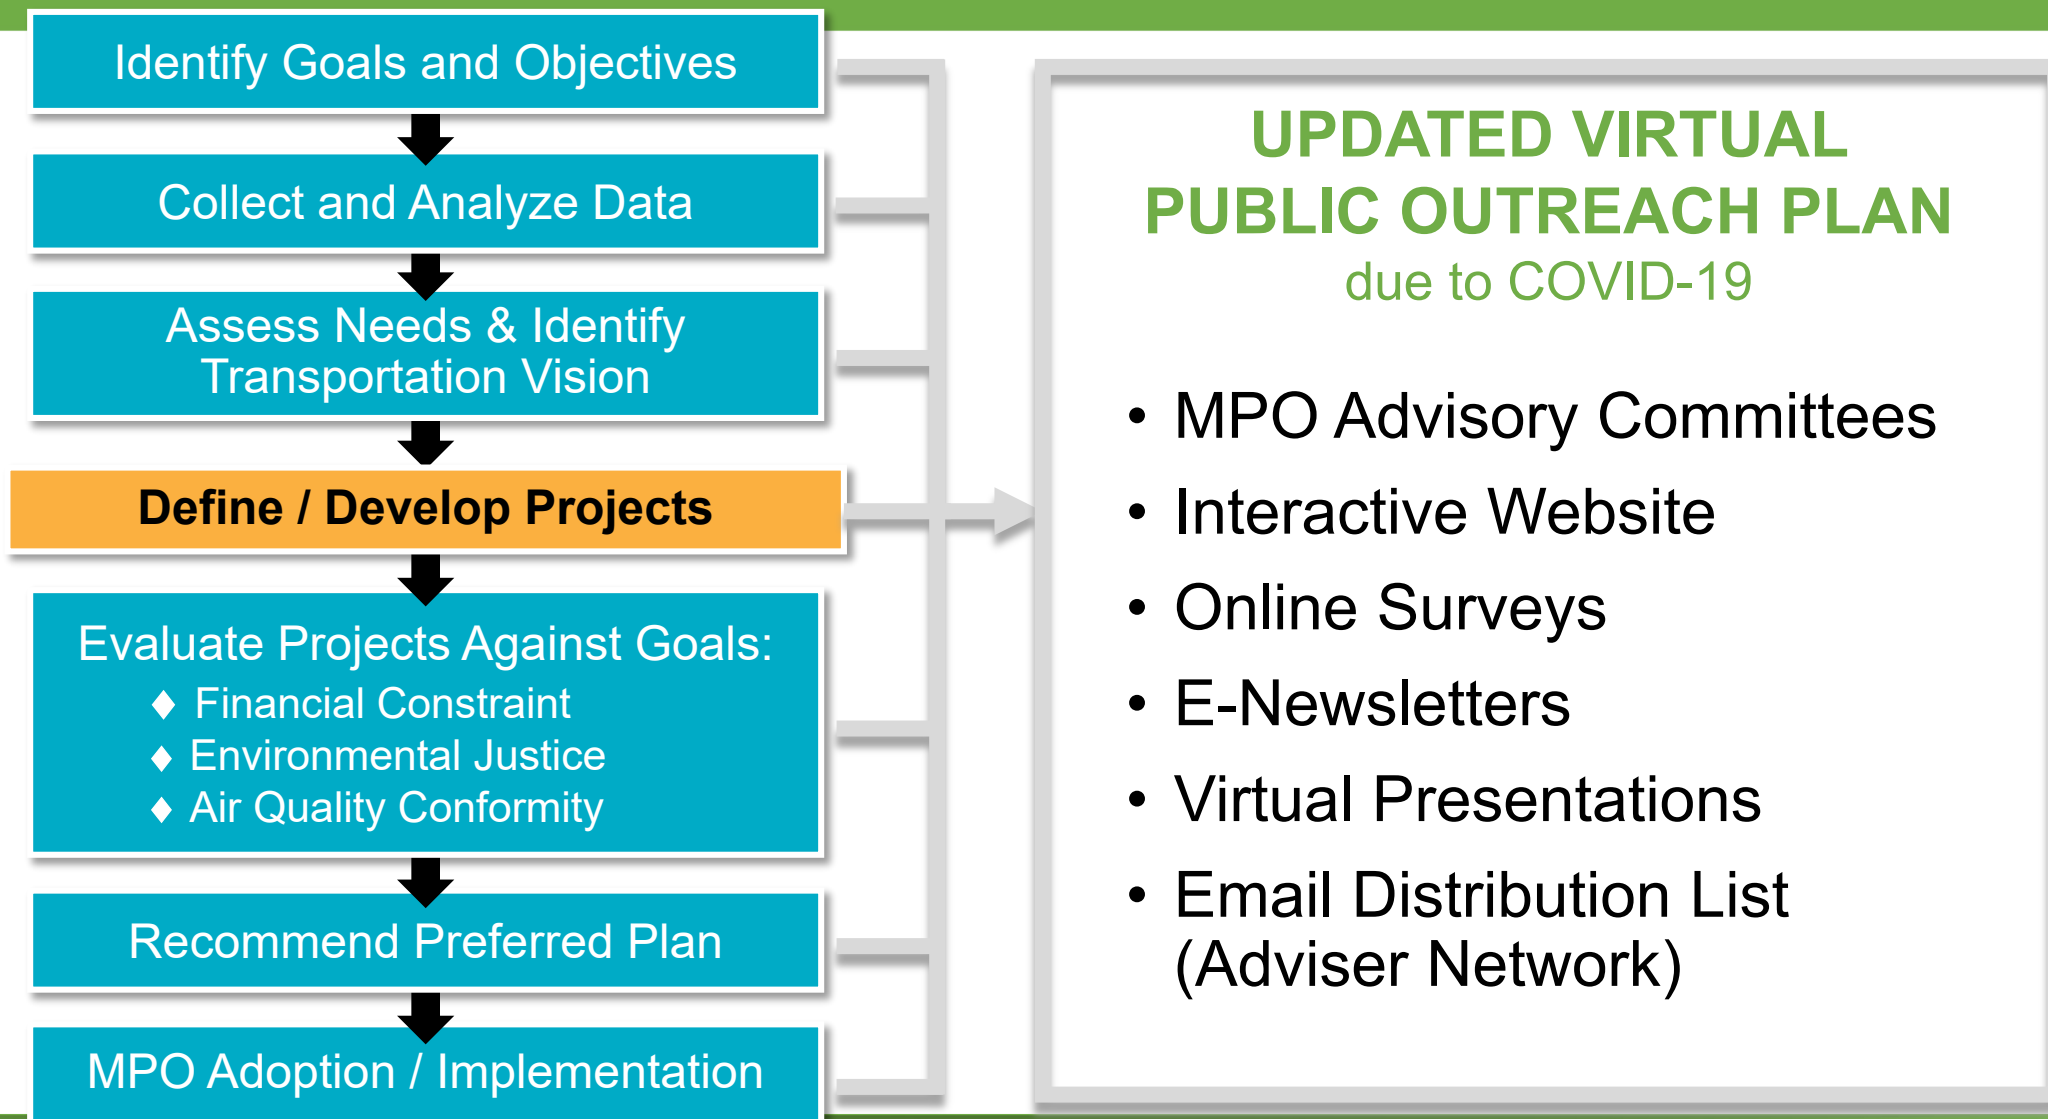 Identify Goals and Objectives
Collect and Analyze Data
Assess Needs & Identify
Transportation Vision
Define / Develop Projects
Evaluate Projects Against Goals:
♦ Financial Constraint
♦ Environmental Justice
♦ Air Quality Conformity
Recommend Preferred Plan
MPO Adoption / Implementation
UPDATED VIRTUAL
PUBLIC OUTREACH PLAN
due to COVID-19
• MPO Advisory Committees
• Interactive Website
• Online Surveys
• E-Newsletters
• Virtual Presentations
• Email Distribution List
(Adviser Network)